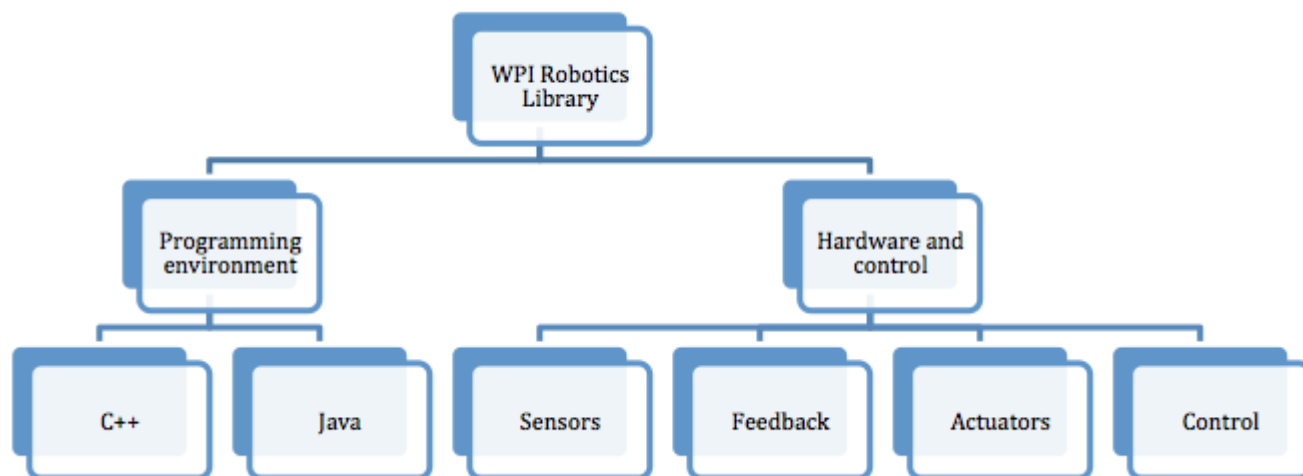 WPI Robotics
Library
Programming
environment
Hardware and
control
C++
Java
Sensors
Feedback
Actuators
Control